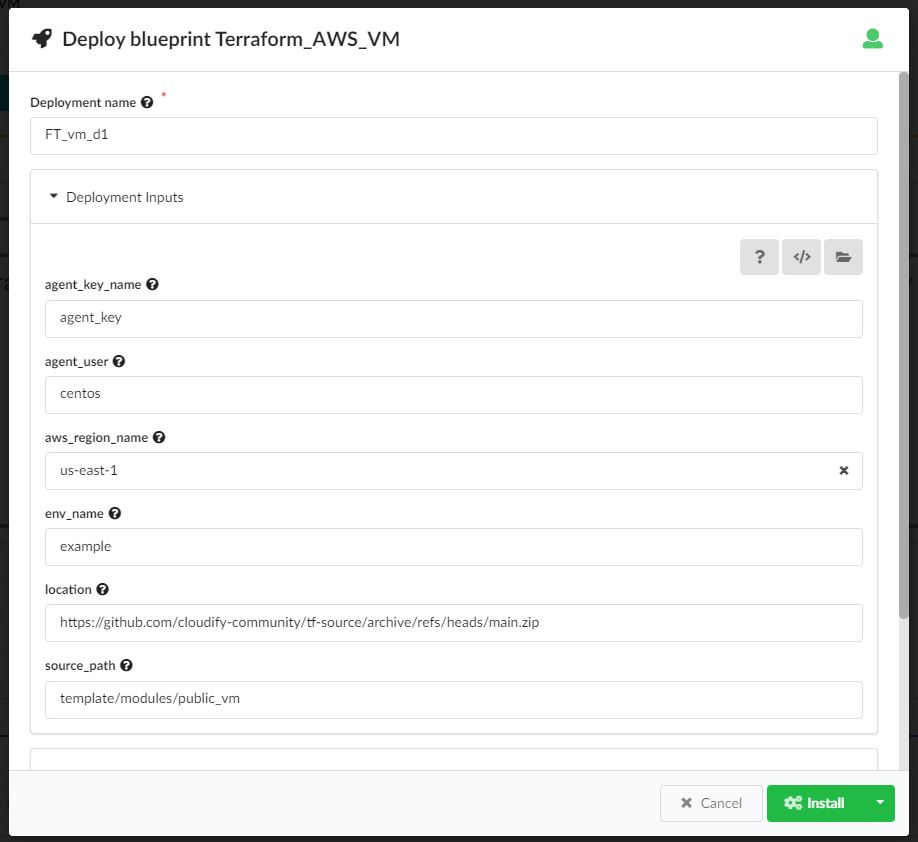 Deploy blueprint Terraform_AWS_VM
Deployment name *
FT_vm_d1
Deployment Inputs
? </>
agent_key_name
agent_key
agent_user
centos
aws_region_name
us-east-1
env_name
example
location
https://github.com/cloudify-community/tf-source/archive/refs/heads/main.zip
source_path
template/modules/public_vm
Cancel Install